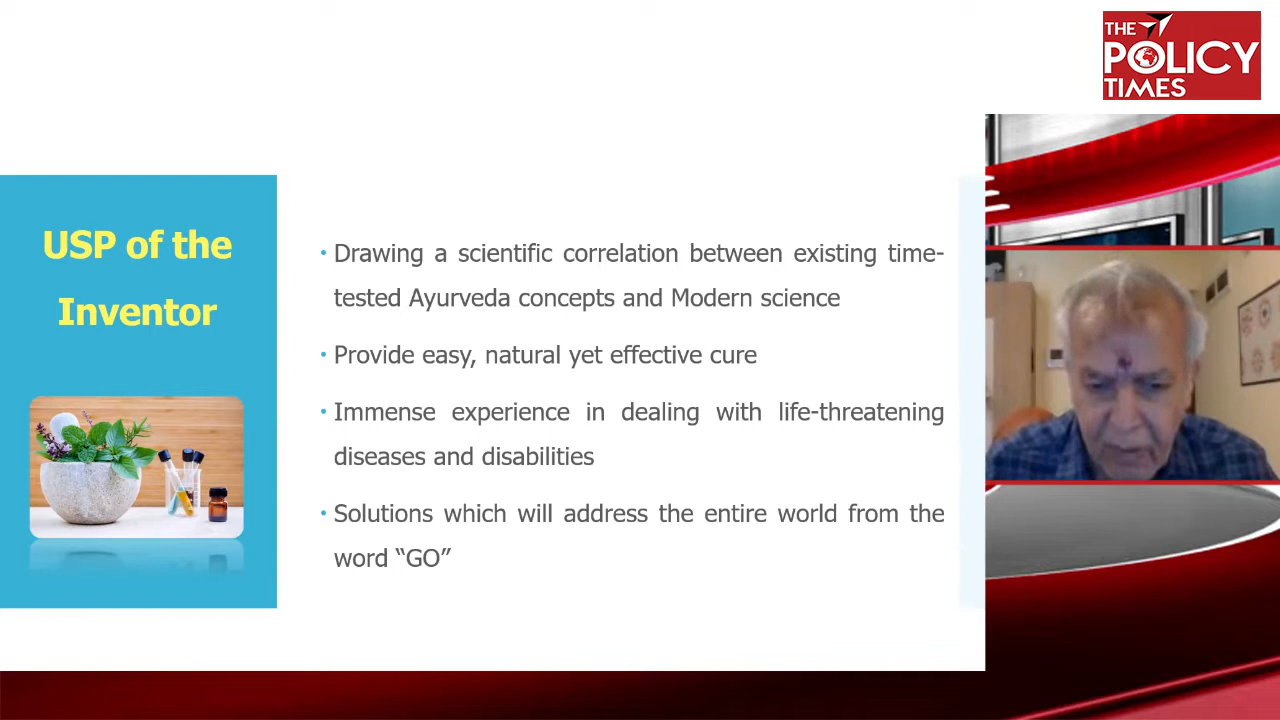 THE
POLICY
TIMES
USP of the
Inventor
• Drawing a scientific correlation between existing time-
tested Ayurveda concepts and Modern science
• Provide easy, natural yet effective cure
• Immense experience in dealing with life-threatening
diseases and disabilities
• Solutions which will address the entire world from the
word “GO”